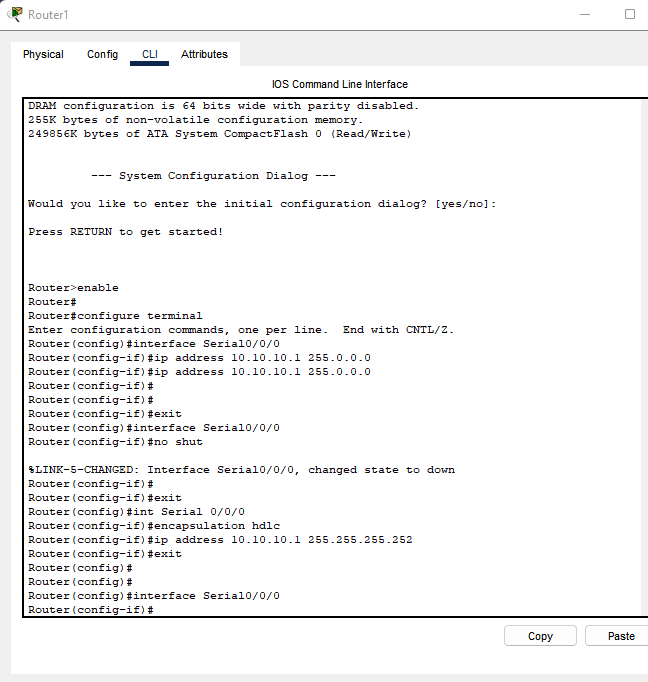 Router1
Physical Config CLI Attributes
IOS Command Line Interface
DRAM configuration is 64 bits wide with parity disabled.
255K bytes of non-volatile configuration memory.
249856K bytes of ATA System CompactFlash 0 (Read/Write)
--- System Configuration Dialog ---
Would you like to enter the initial configuration dialog? [yes/no]:
Press RETURN to get started!
Router>enable
Router#
Router#configure terminal
Enter configuration commands, one per line.  End with CNTL/Z.
Router(config)#interface Serial0/0/0
Router(config-if)#ip address 10.10.10.1 255.0.0.0
Router(config-if)#ip address 10.10.10.1 255.0.0.0
Router(config-if)#
Router(config-if)#
Router(config-if)#exit
Router(config)#interface Serial0/0/0
Router(config-if)#no shut
%LINK-5-CHANGED: Interface Serial0/0/0, changed state to down
Router(config-if)#
Router(config-if)#exit
Router(config)#int Serial 0/0/0
Router(config-if)#encapsulation hdlc
Router(config-if)#ip address 10.10.10.1 255.255.255.252
Router(config-if)#exit
Router(config)#
Router(config)#
Router(config)#interface Serial0/0/0
Router(config-if)#
Copy Paste